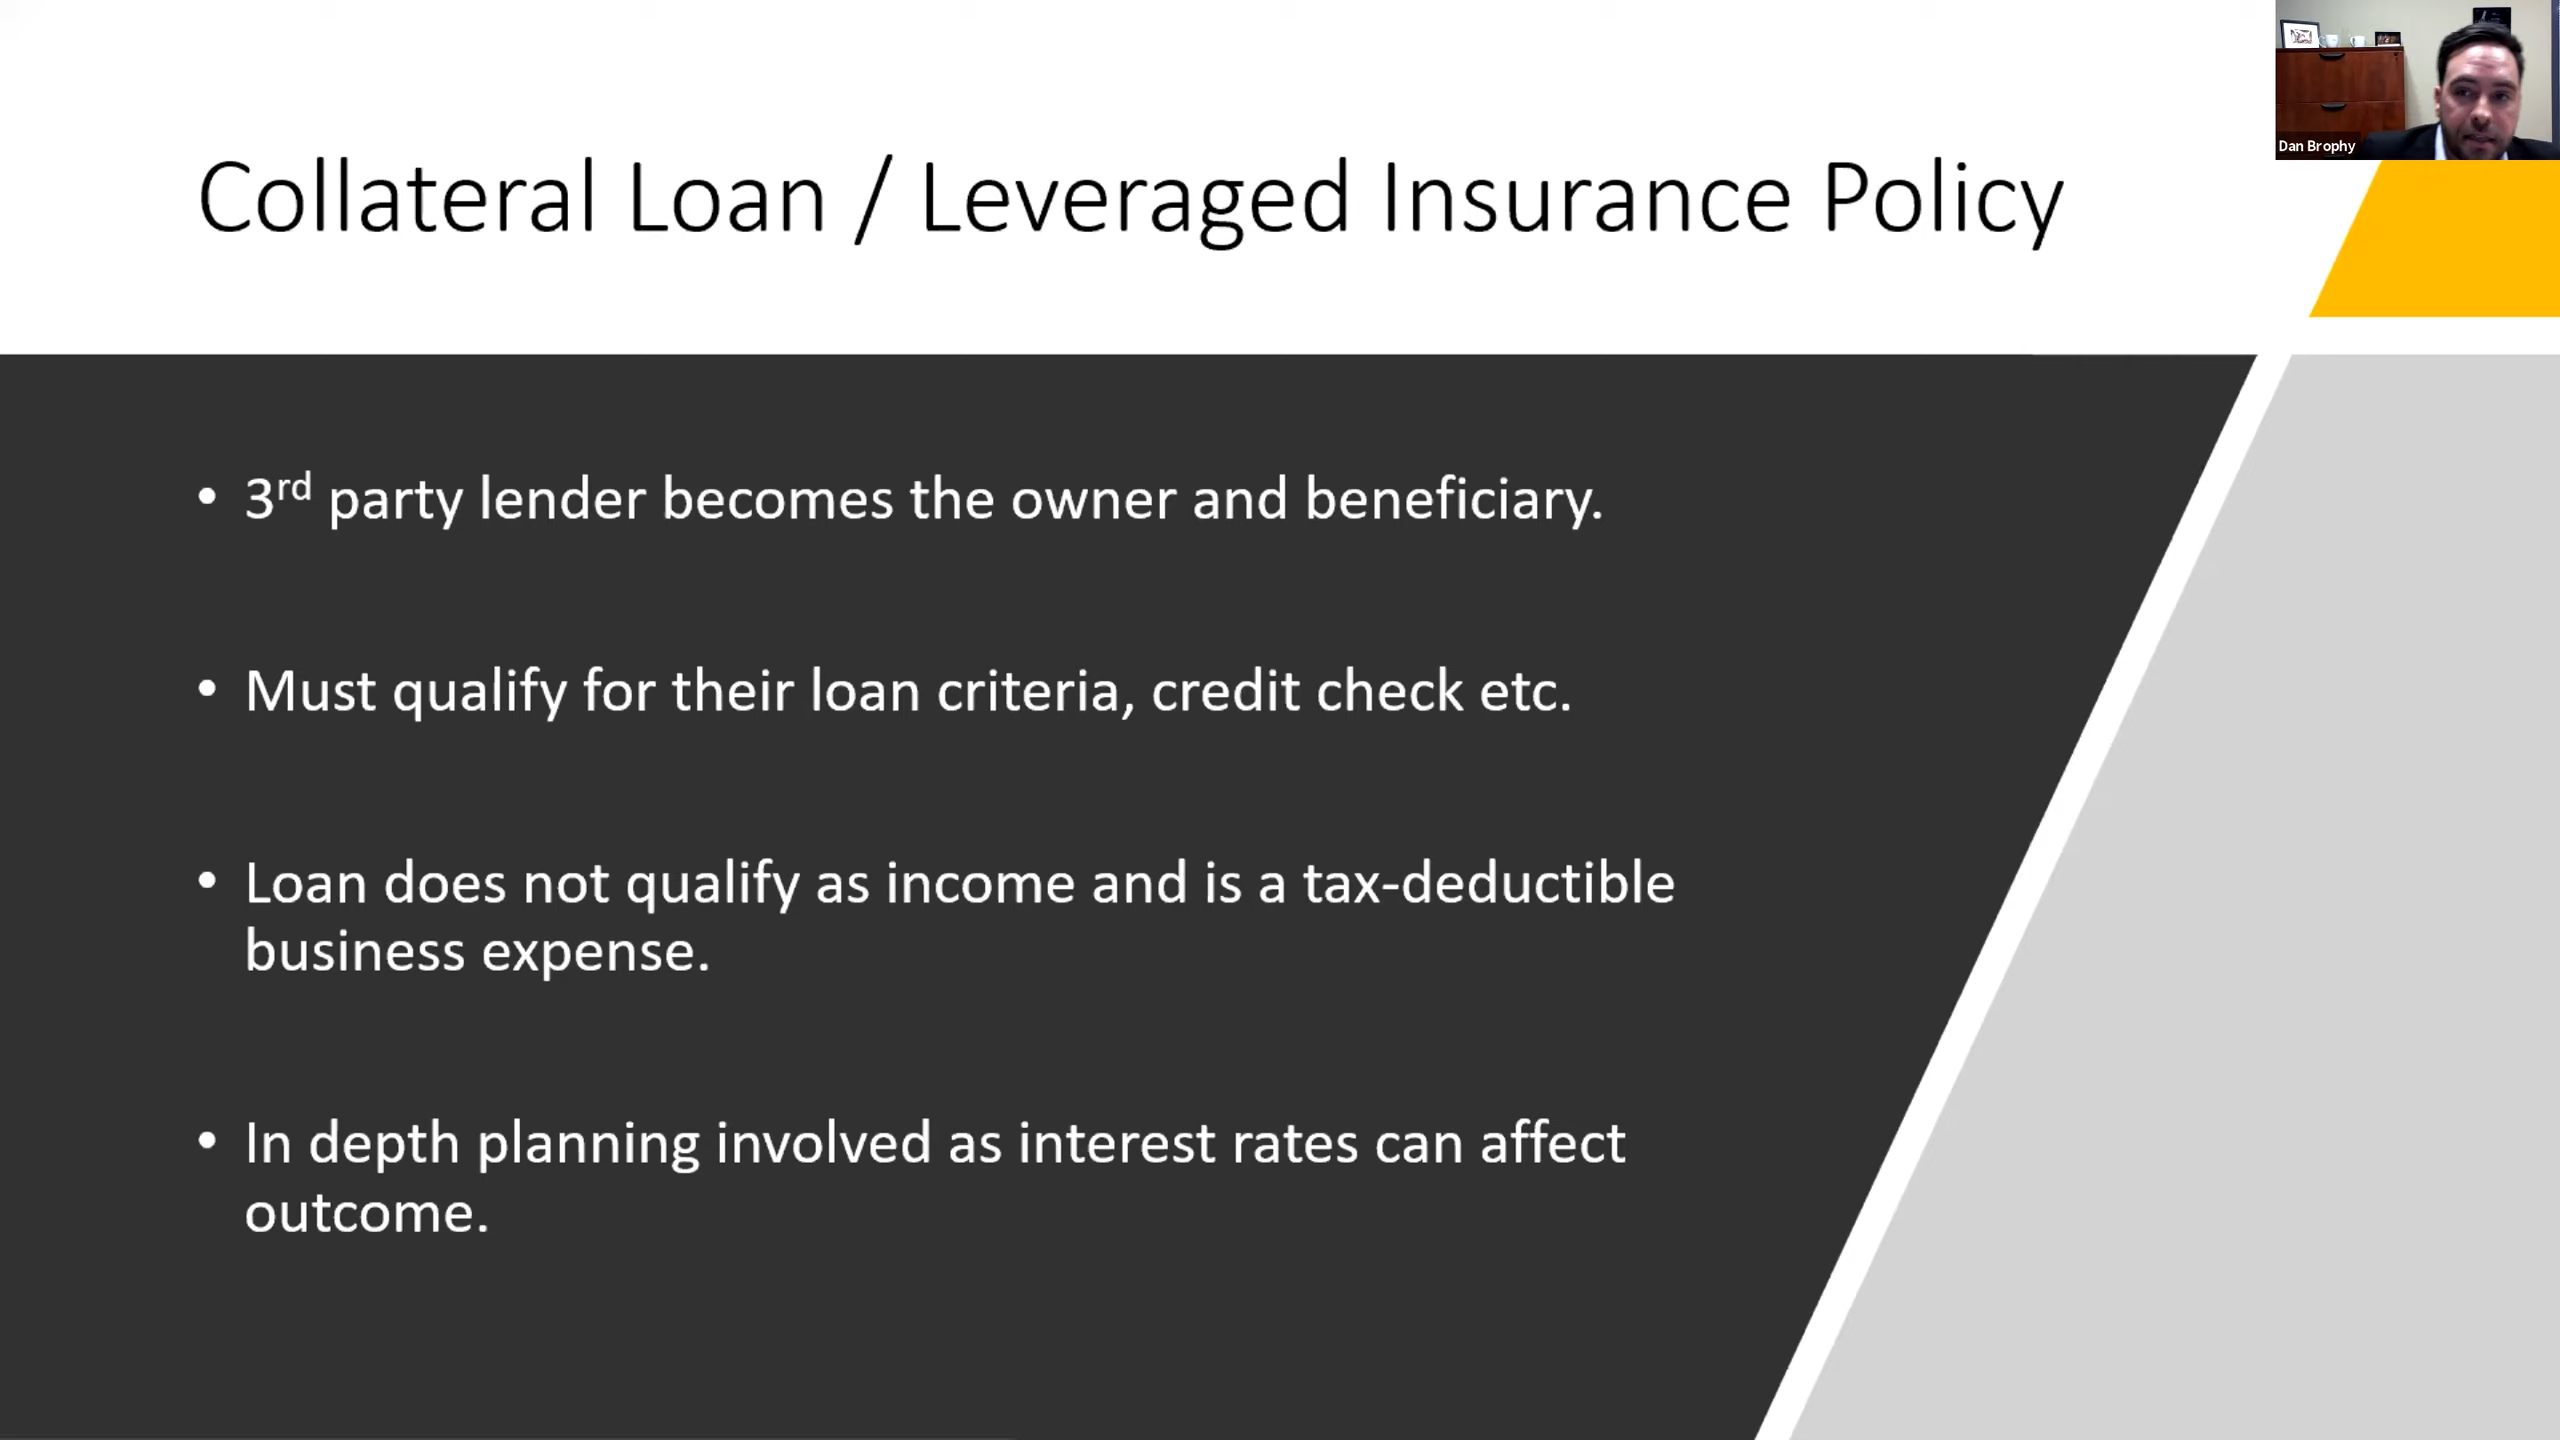 Dan Brophy
Collateral Loan / Leveraged Insurance Policy
• 3rd party lender becomes the owner and beneficiary.
• Must qualify for their loan criteria, credit check etc.
• Loan does not qualify as income and is a tax-deductible
business expense.
• In depth planning involved as interest rates can affect
outcome.